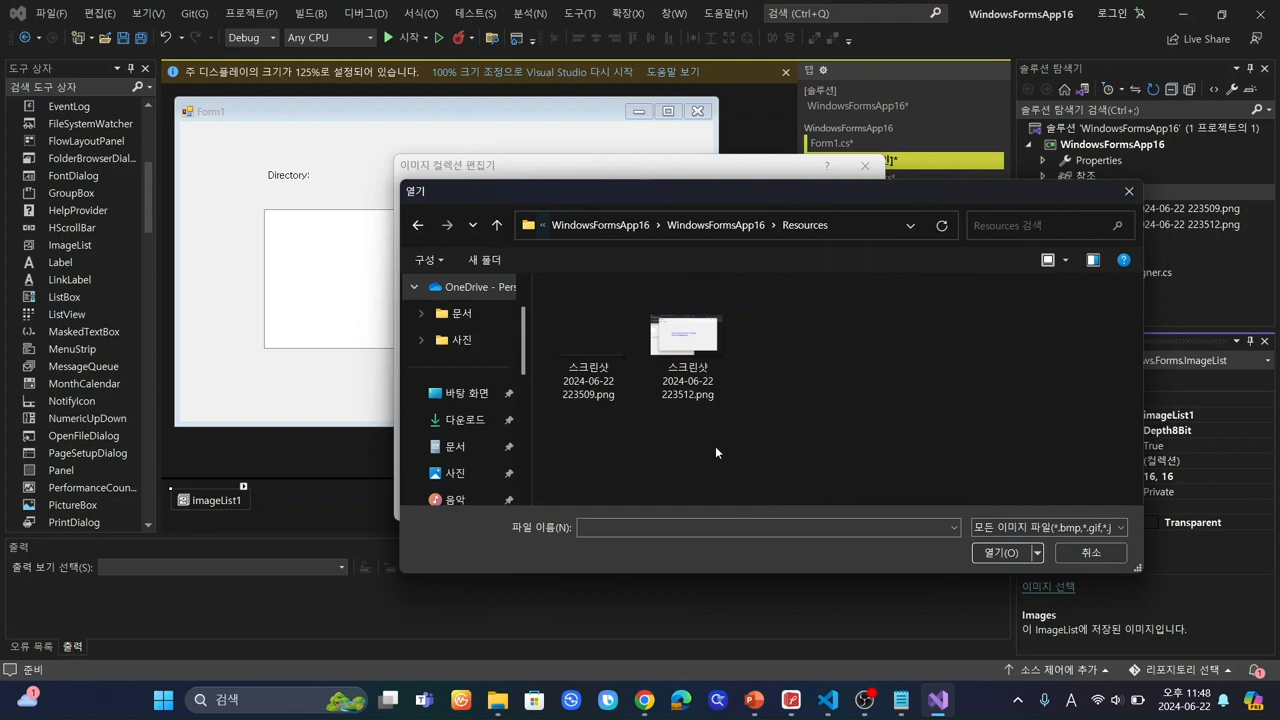 파일(F) 편집(E) 보기(V) Git(G) 프로젝트(P) 빌드(B) 디버그(D) 서식(O) 테스트(S) 분석(N) 도구(T) 확장(X) 창(W) 도움말(H) 검색 (Ctrl+Q) WindowsFormsApp16 로그인
Debug Any CPU 시작 Live Share
도구 상자
검색 도구 상자
EventLog
FileSystemWatcher
FlowLayoutPanel
FolderBrowserDial...
FontDialog
GroupBox
HelpProvider
HScrollBar
ImageList
Label
LinkLabel
ListBox
ListView
MaskedTextBox
MenuStrip
MessageQueue
MonthCalendar
NotifyIcon
NumericUpDown
OpenFileDialog
PageSetupDialog
Panel
PerformanceCoun...
PictureBox
PrintDialog
주 디스플레이의 크기가 125%로 설정되어 있습니다. 100% 크기 조정으로 Visual Studio 다시 시작 도움말 보기
Form1
Directory:
imageList1
탭
[솔루션]
WindowsFormsApp16*
WindowsFormsApp16
Form1.cs*
]*
솔루션 탐색기
솔루션 탐색기 검색(Ctrl+;)
솔루션 'WindowsFormsApp16' (1 프로젝트의 1)
WindowsFormsApp16
Properties
참조
-06-22 223509.png
-06-22 223512.png
gner.cs
이미지 컬렉션 편집기
?
열기
« WindowsFormsApp16 › WindowsFormsApp16 › Resources
Resources 검색
구성 새 폴더
OneDrive - Pers
문서
사진
바탕 화면
다운로드
문서
사진
음악
스크린샷
2024-06-22
223509.png
스크린샷
2024-06-22
223512.png
파일 이름(N):
모든 이미지 파일(*.bmp,*.gif,*.j
열기(O) 취소
s.Forms.ImageList
imageList1
Depth8Bit
True
(컬렉션)
16, 16
Private
Transparent
이미지 선택
Images
이 ImageList에 저장된 이미지입니다.
출력
출력 보기 선택(S):
오류 목록 출력
준비 소스 제어에 추가 리포지토리 선택 1
1 검색 A 오후 11:48
2024-06-22